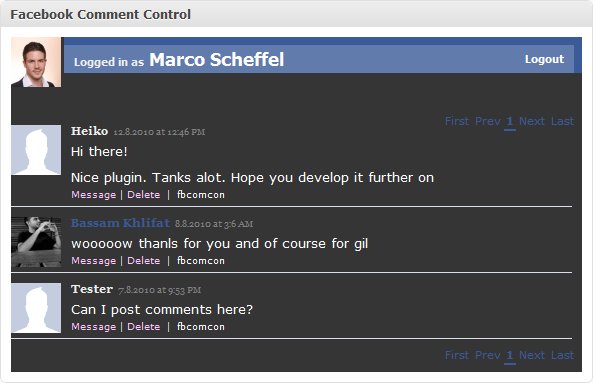 Facebook Comment Control
Logged in as Marco Scheffel Logout
First Prev 1 Next Last
Heiko 12.8.2010 at 12:46 PM
Hi there!
Nice plugin. Tanks alot. Hope you develop it further on
Message | Delete | fbcomcon
Bassam Khlifat 8.8.2010 at 3:6 AM
wooooow thanls for you and of course for gil
Message | Delete | fbcomcon
Tester 7.8.2010 at 9:53 PM
Can I post comments here?
Message | Delete | fbcomcon
First Prev 1 Next Last